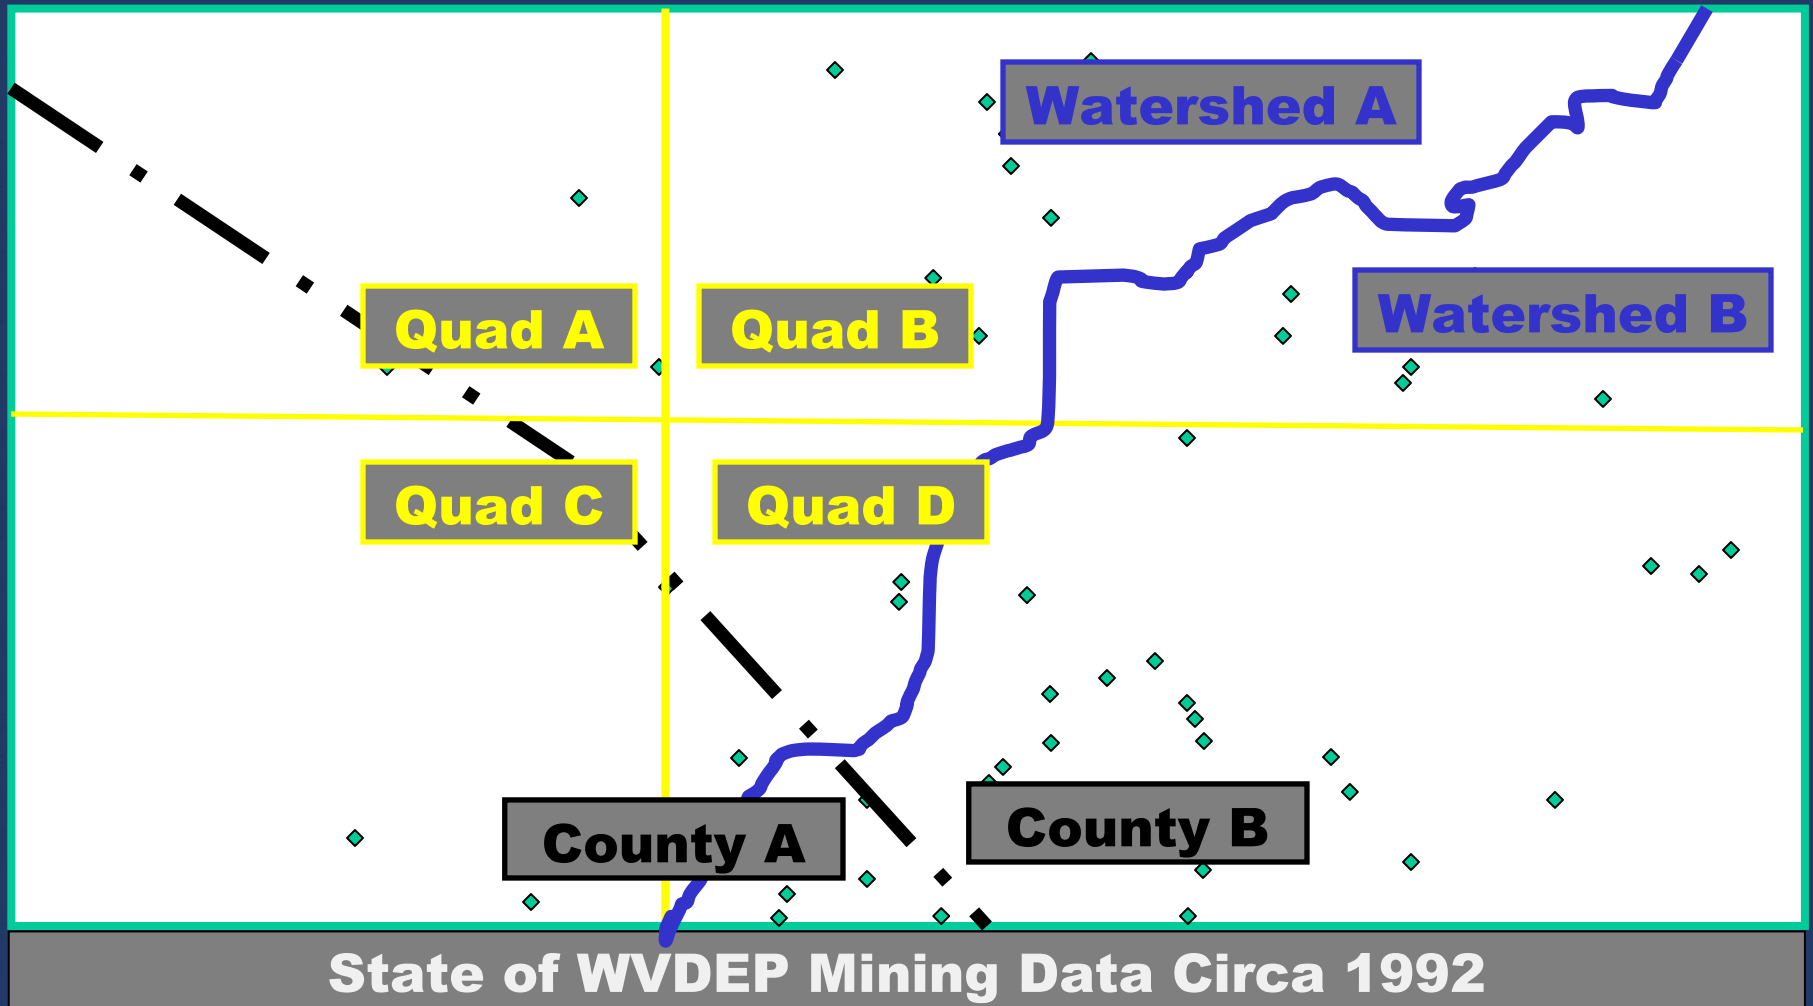 Watershed A
Watershed B
Quad A
Quad B
Quad C
Quad D
County A
County B
State of WVDEP Mining Data Circa 1992